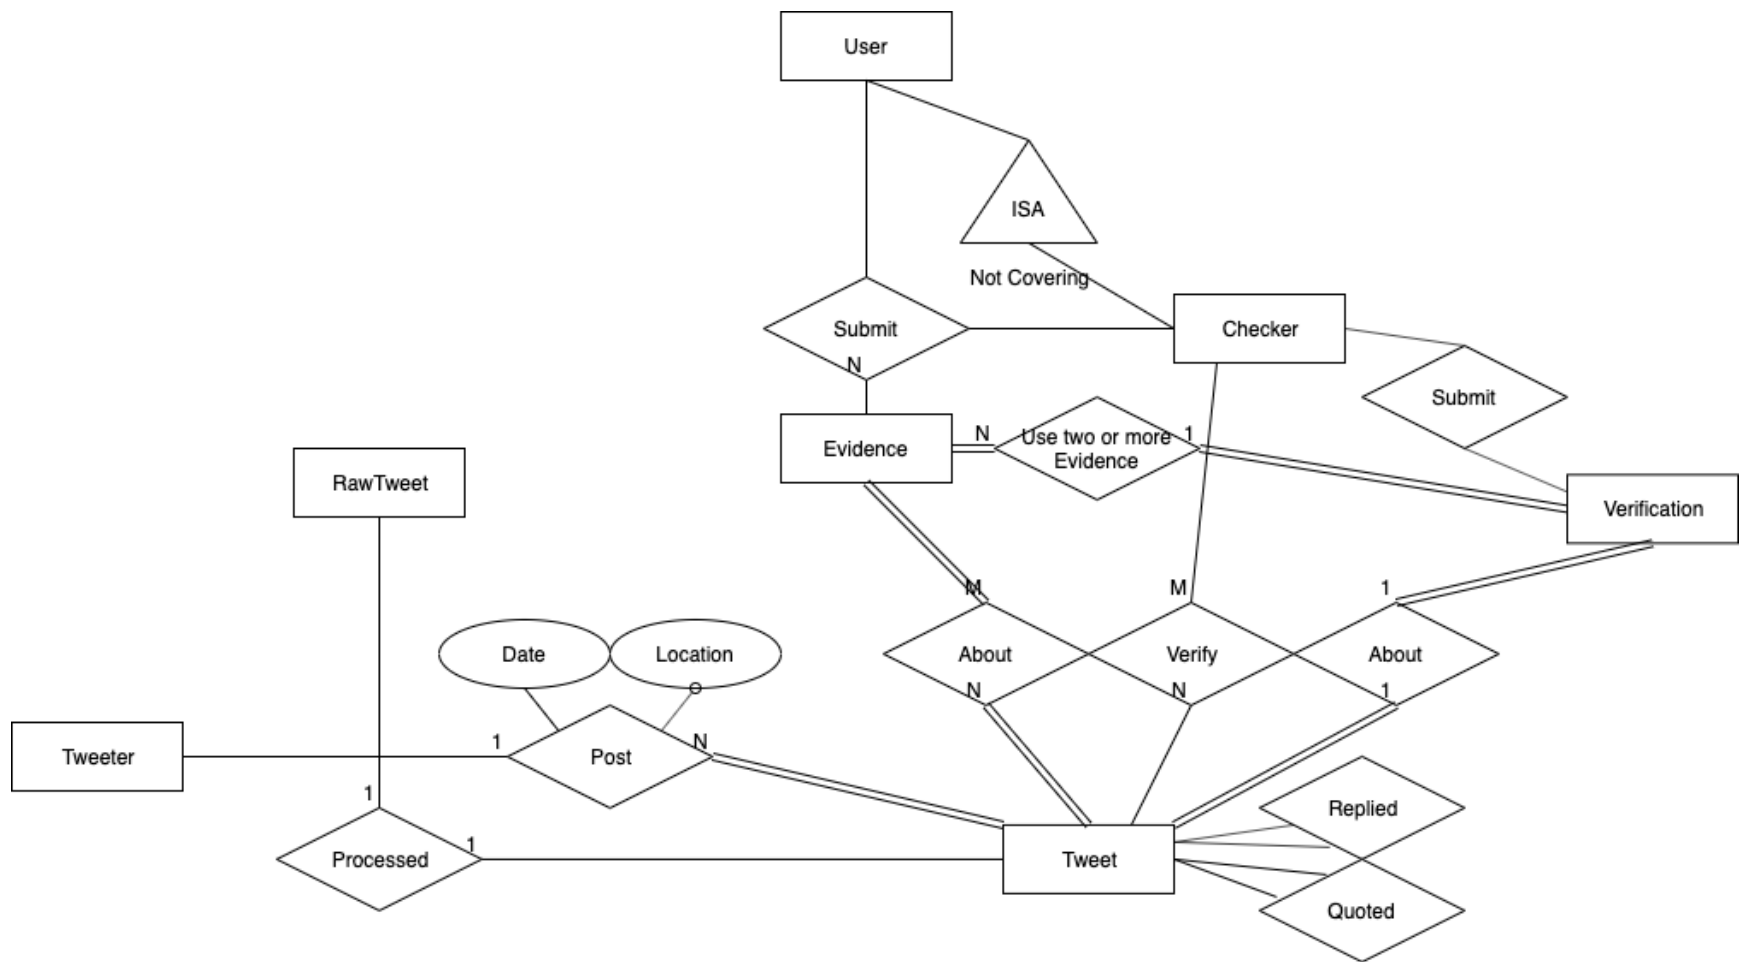 User
ISA
Not Covering
Submit
N
Checker
Submit
Evidence
N
Use two or more
Evidence
1
RawTweet
Verification
M
M
1
Date
Location
About
Verify
About
N
N
1
Tweeter
1
Post
N
1
Replied
Processed
1
Tweet
Quoted